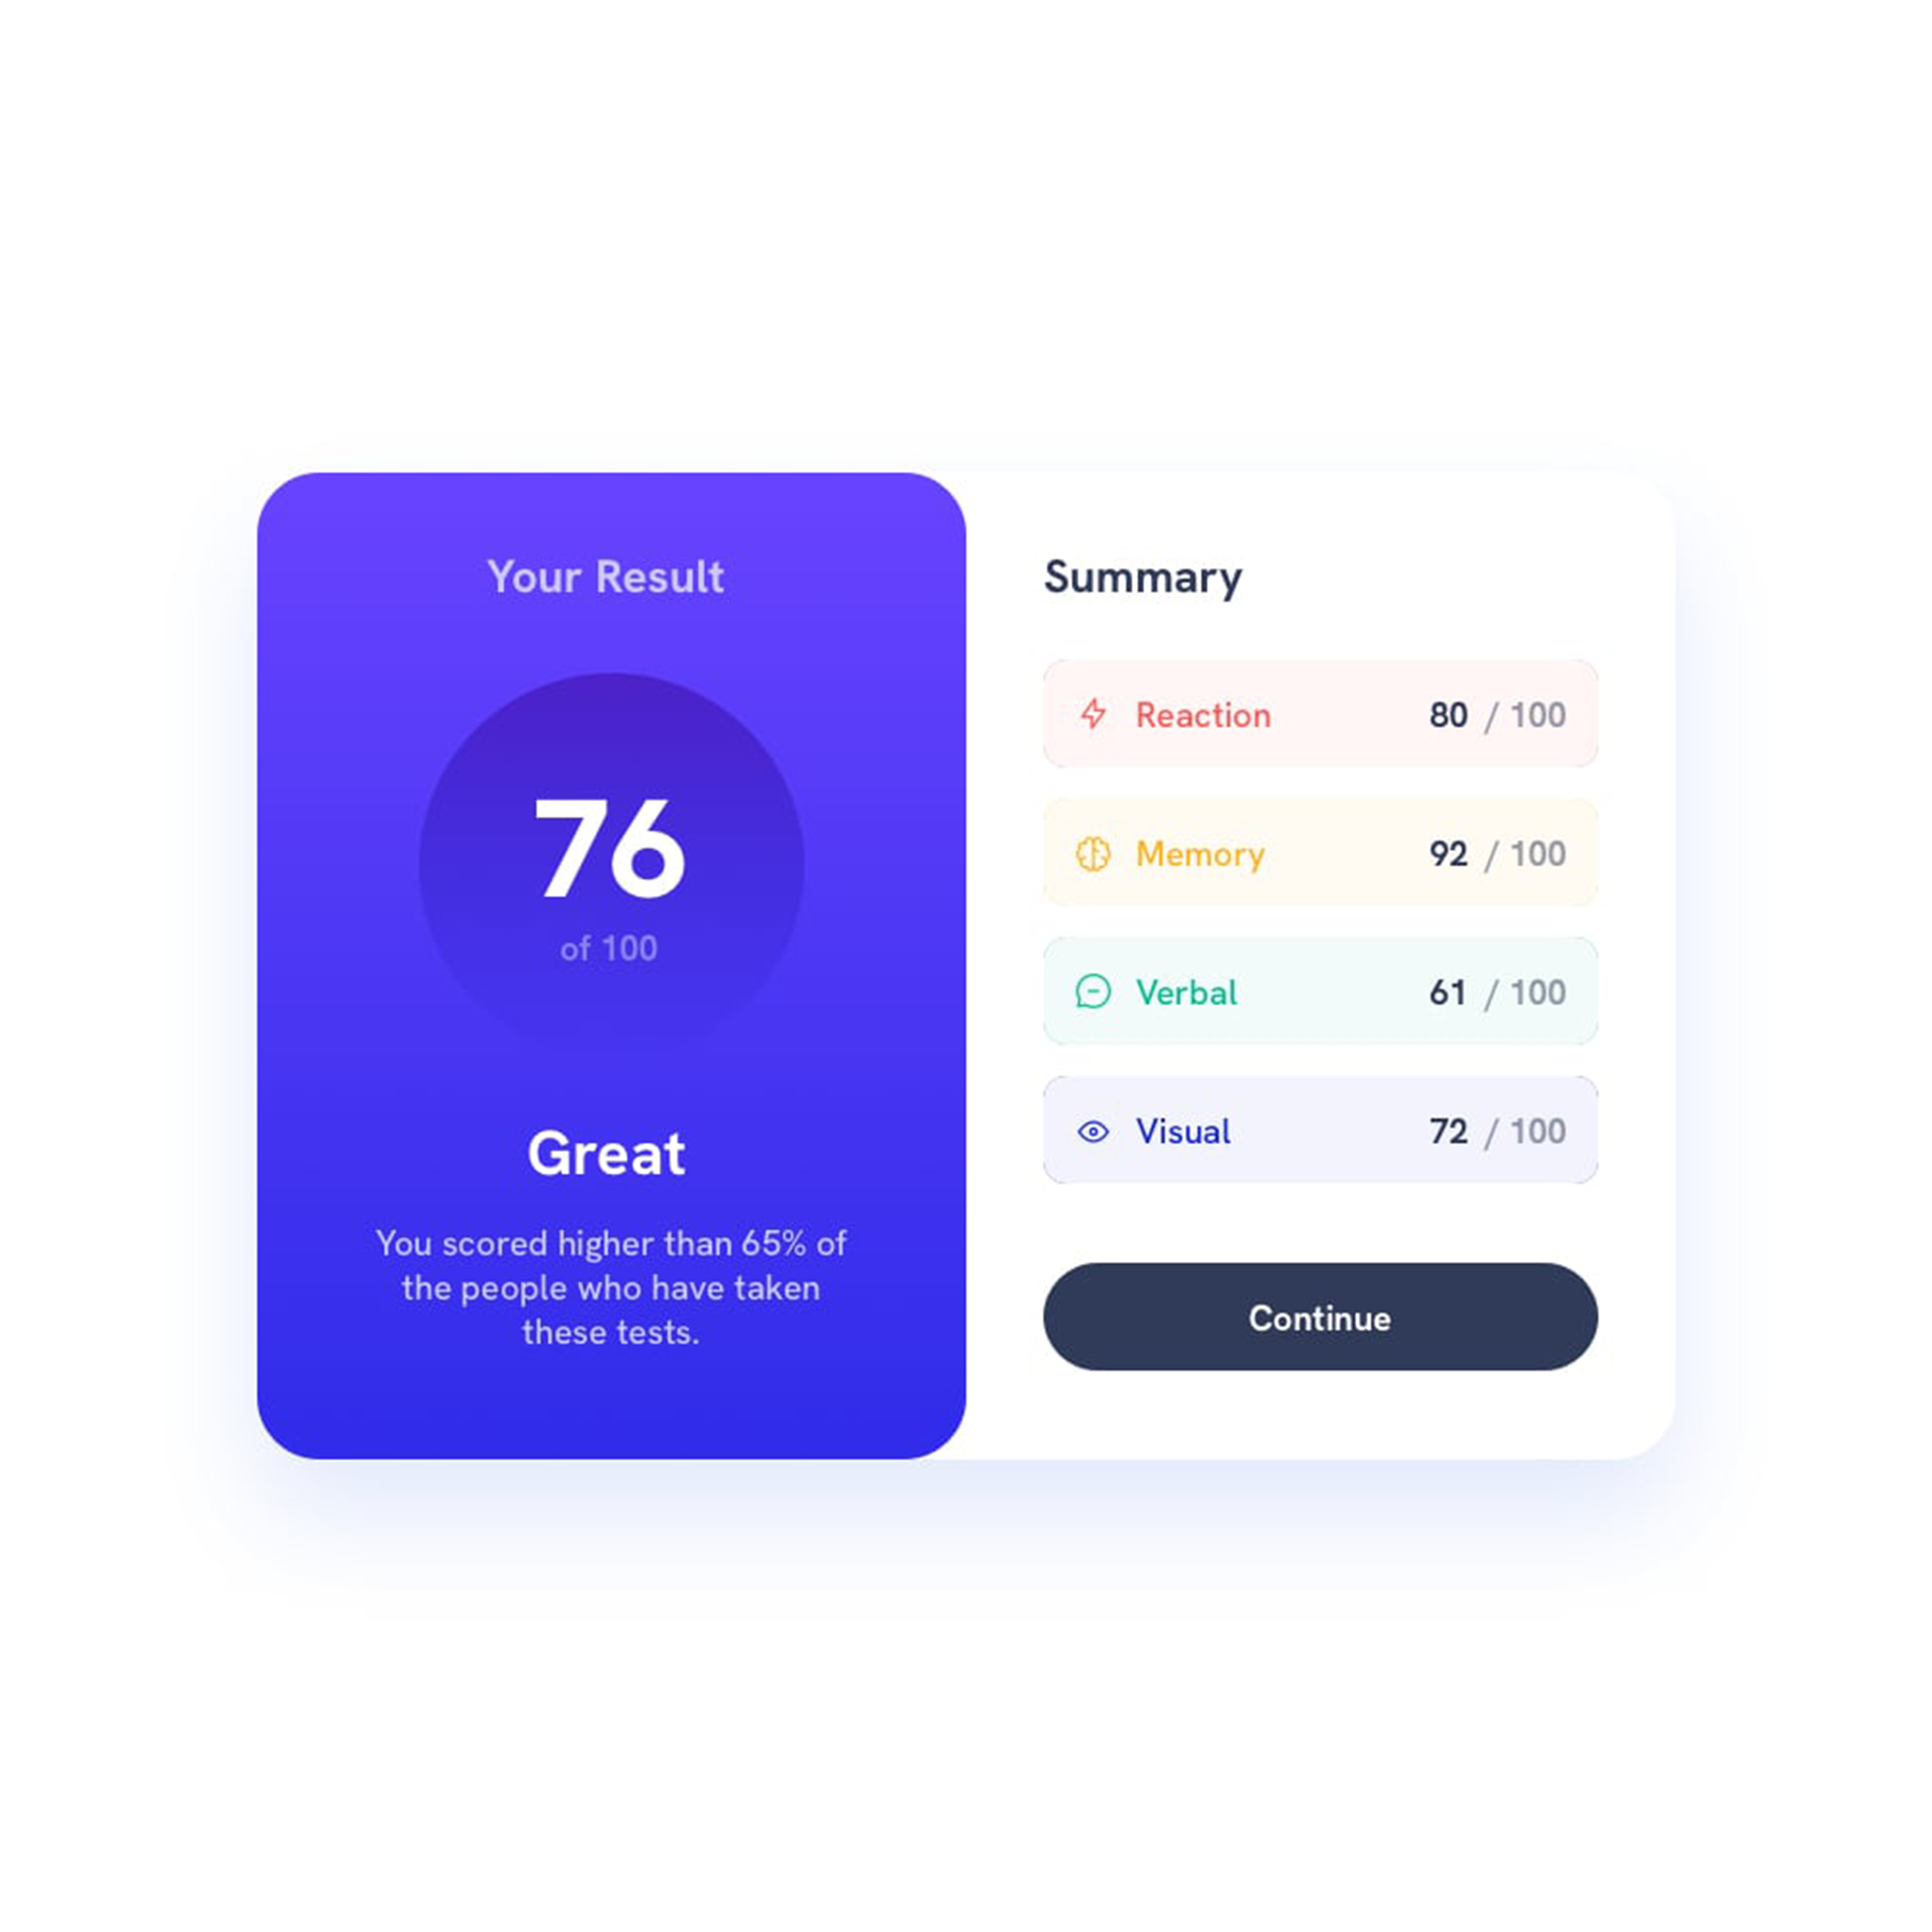 Your Result
76
of 100
Great
You scored higher than 65% of
the people who have taken
these tests.
Summary
Reaction 80 / 100
Memory 92 / 100
Verbal 61 / 100
Visual 72 / 100
Continue